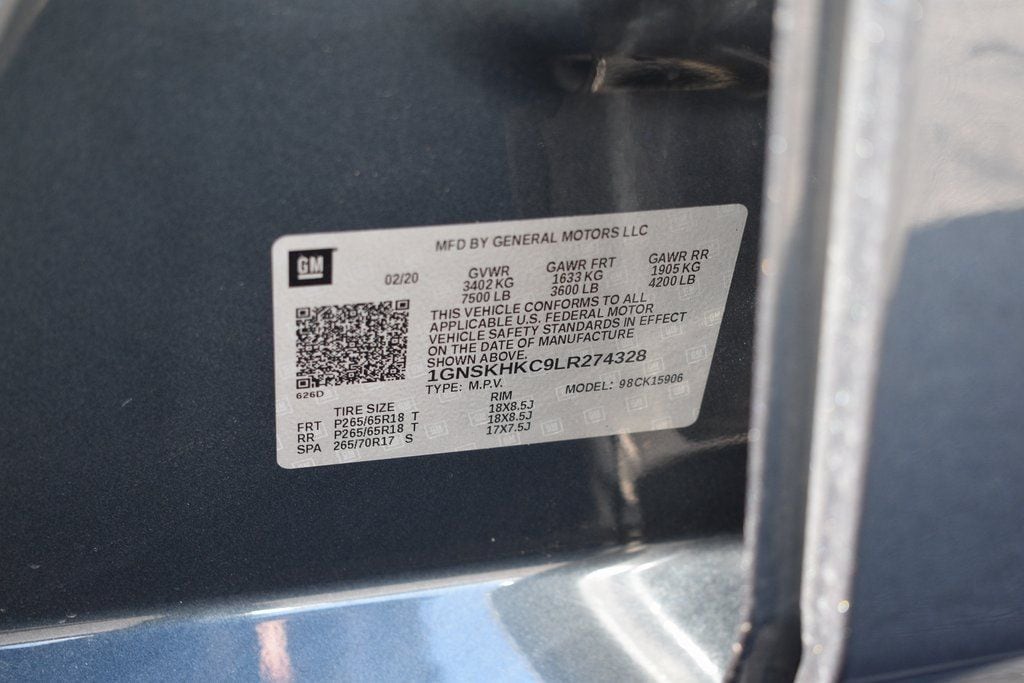 MFD BY GENERAL MOTORS LLC
GM
02/20
GVWR
3402 KG
7500 LB
GAWR FRT
1633 KG
3600 LB
GAWR RR
1905 KG
4200 LB
THIS VEHICLE CONFORMS TO ALL
APPLICABLE U.S. FEDERAL MOTOR
VEHICLE SAFETY STANDARDS IN EFFECT
ON THE DATE OF MANUFACTURE
SHOWN ABOVE.
1GNSKHKC9LR274328
626D
TYPE: M.P.V. MODEL: 98CK15906
TIRE SIZE RIM
FRT P265/65R18 T 18X8.5J
RR P265/65R18 T 18X8.5J
SPA 265/70R17 S 17X7.5J